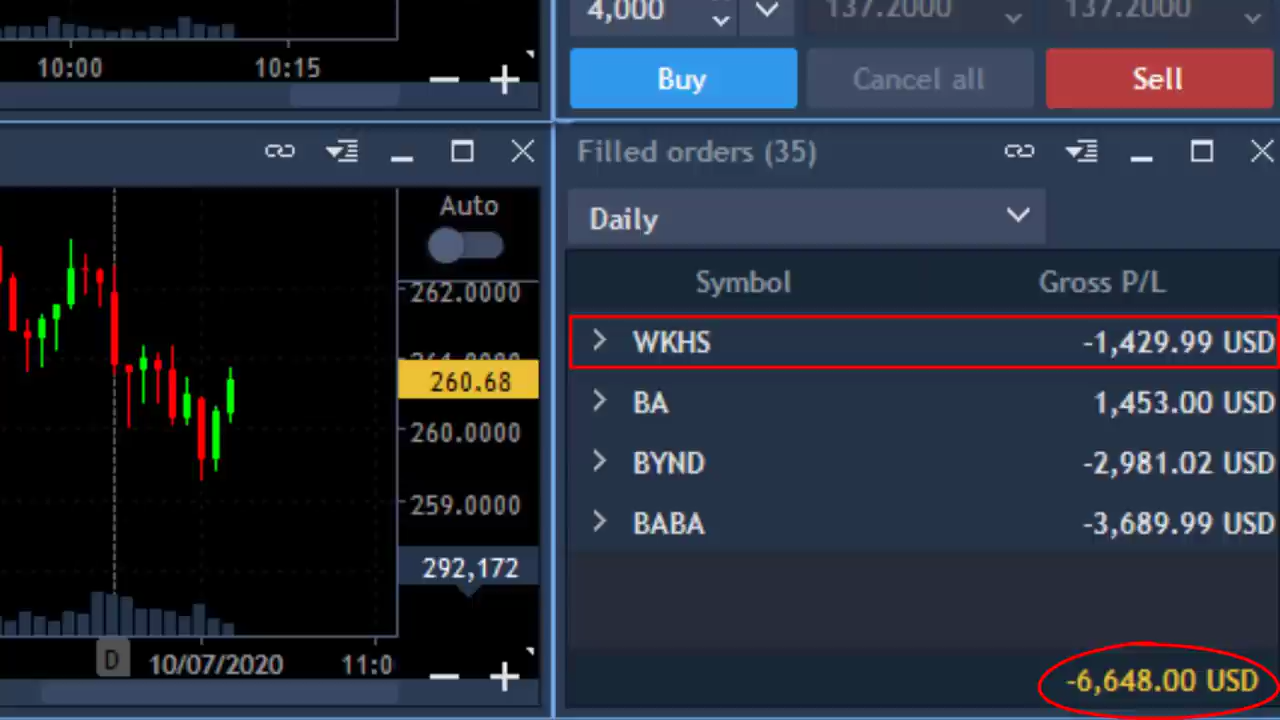 4,000 137.2000 137.2000
10:00 10:15
Buy Cancel all Sell
Filled orders (35)
Auto
Daily
262.0000
Symbol Gross P/L
WKHS -1,429.99 USD
260.68
BA 1,453.00 USD
260.0000
BYND -2,981.02 USD
259.0000
BABA -3,689.99 USD
292,172
D 10/07/2020 11:0
-6,648.00 USD